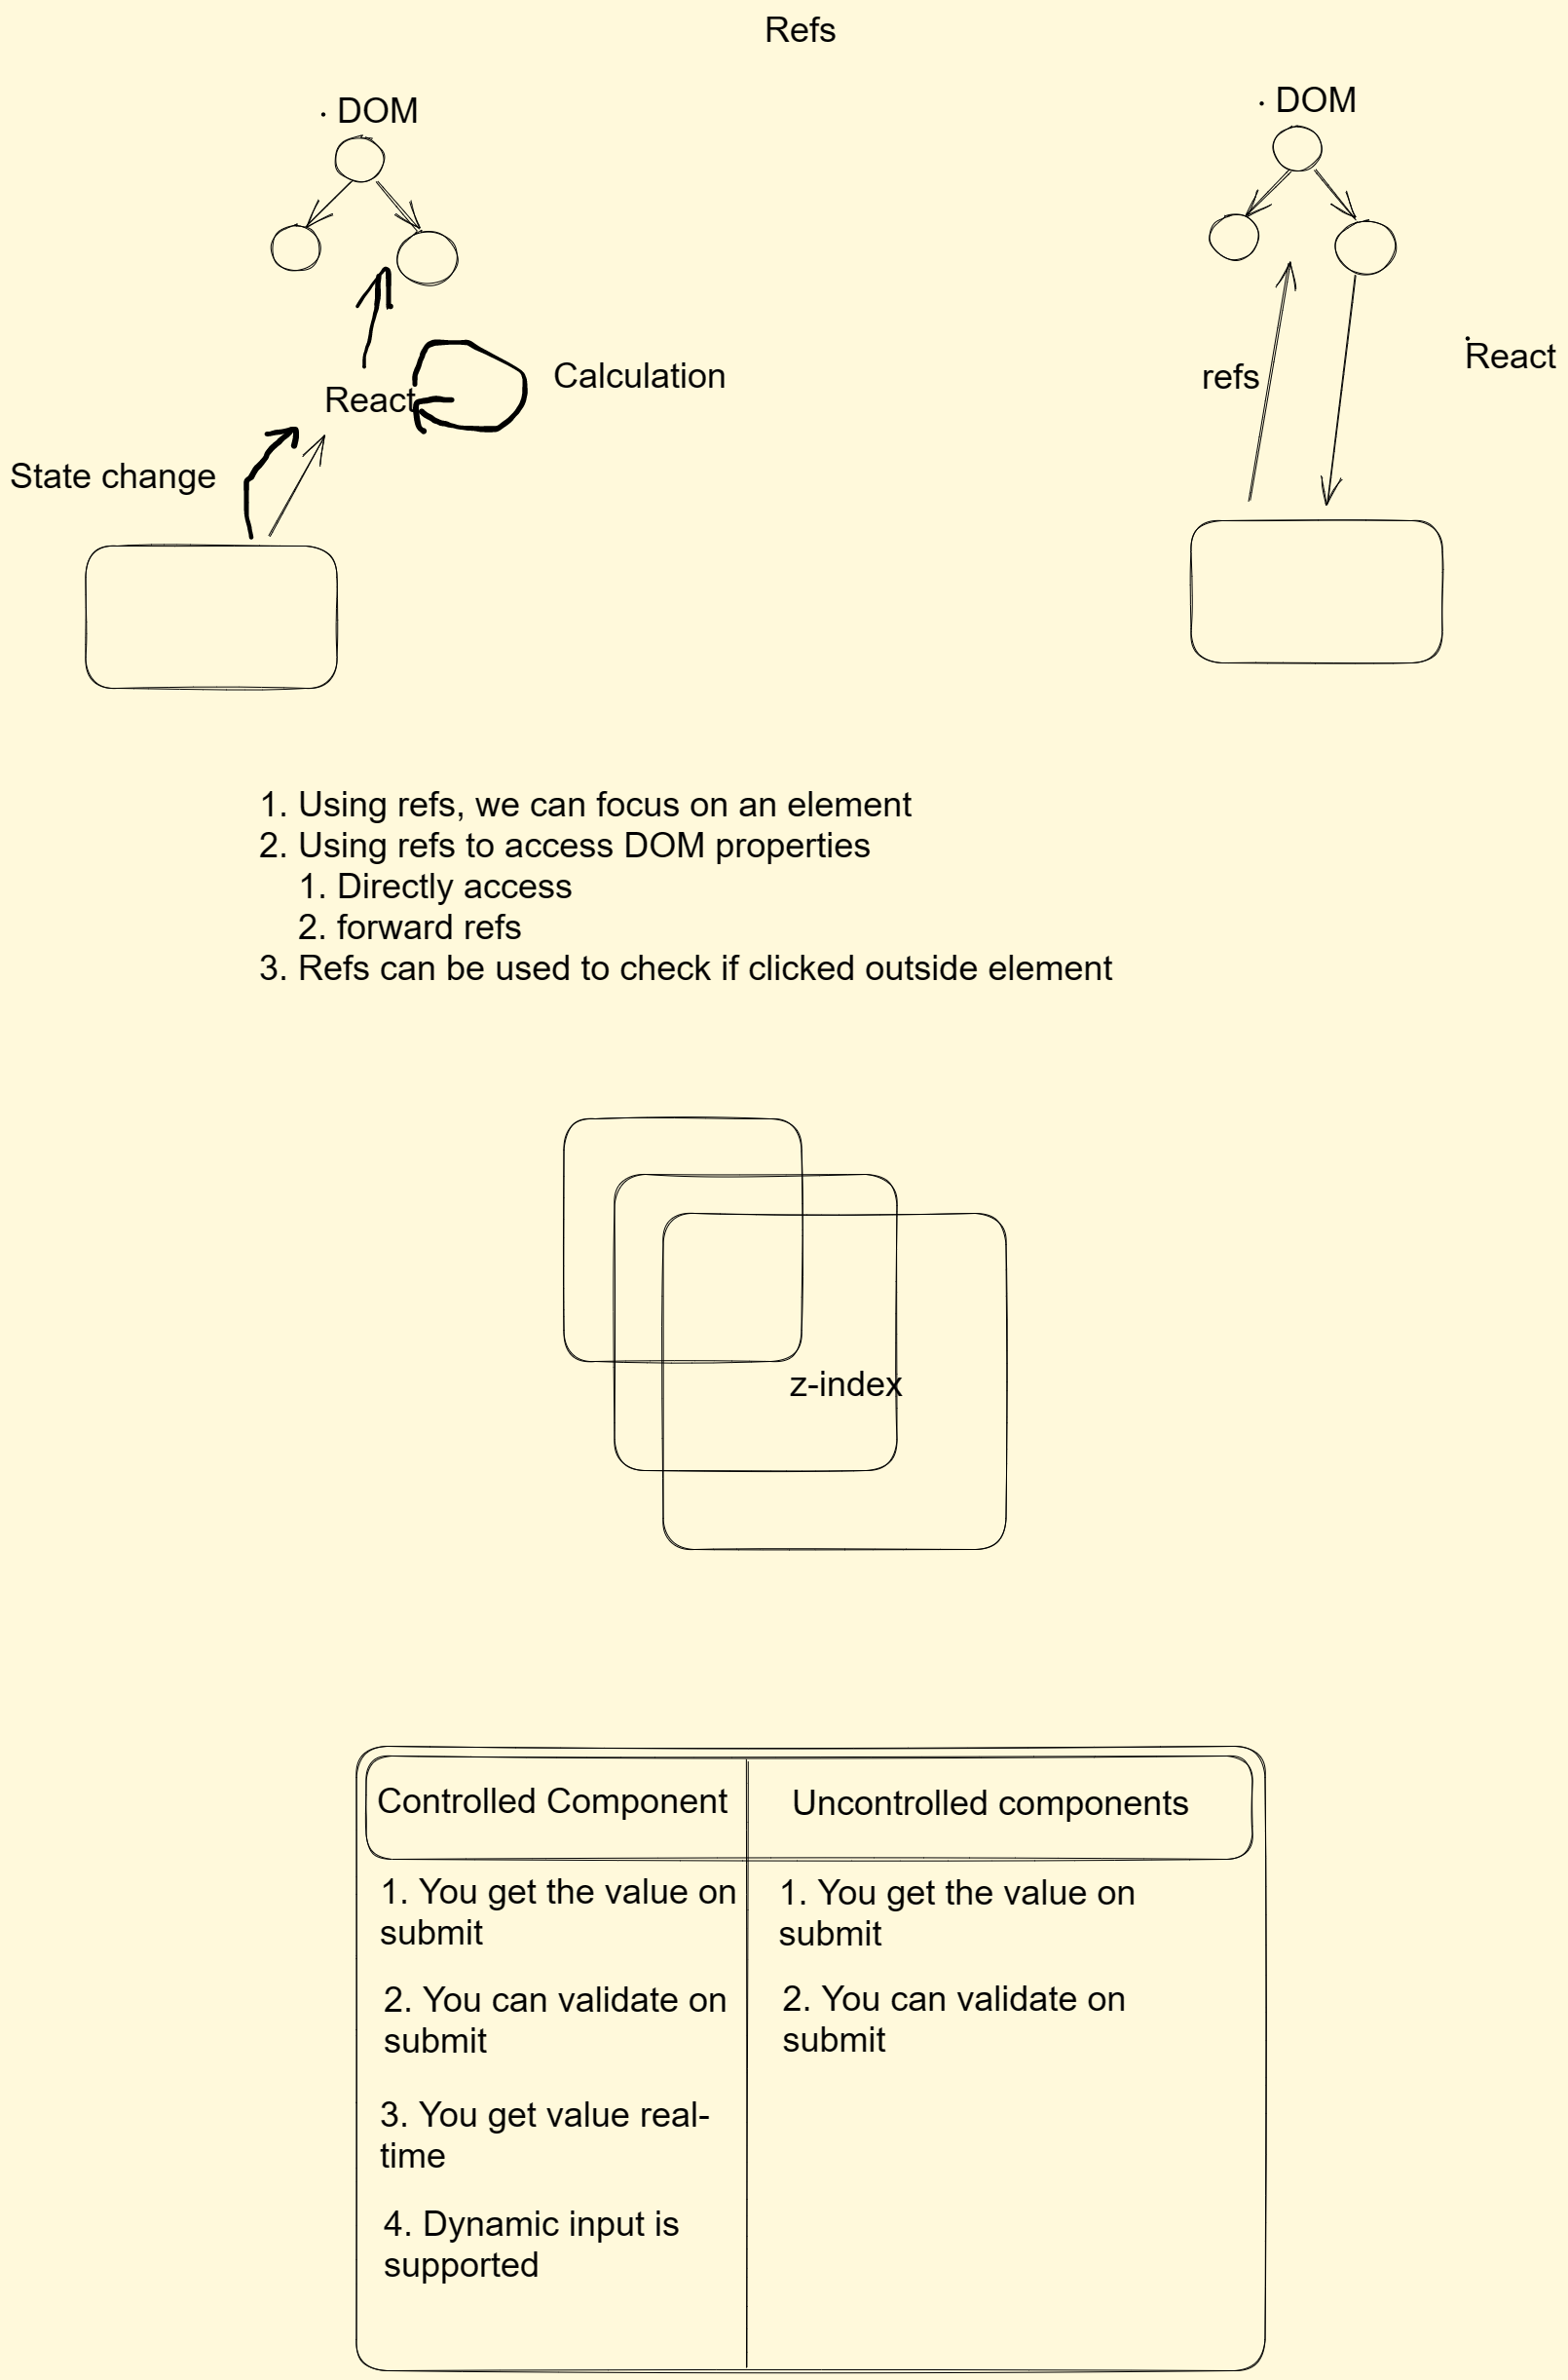 Refs
. DOM
. DOM
React
Calculation
State change
refs
React
1. Using refs, we can focus on an element
2. Using refs to access DOM properties
1. Directly access
2. forward refs
3. Refs can be used to check if clicked outside element
z-index
Controlled Component
Uncontrolled components
1. You get the value on
submit
2. You can validate on
submit
3. You get value real-
time
4. Dynamic input is
supported
1. You get the value on
submit
2. You can validate on
submit